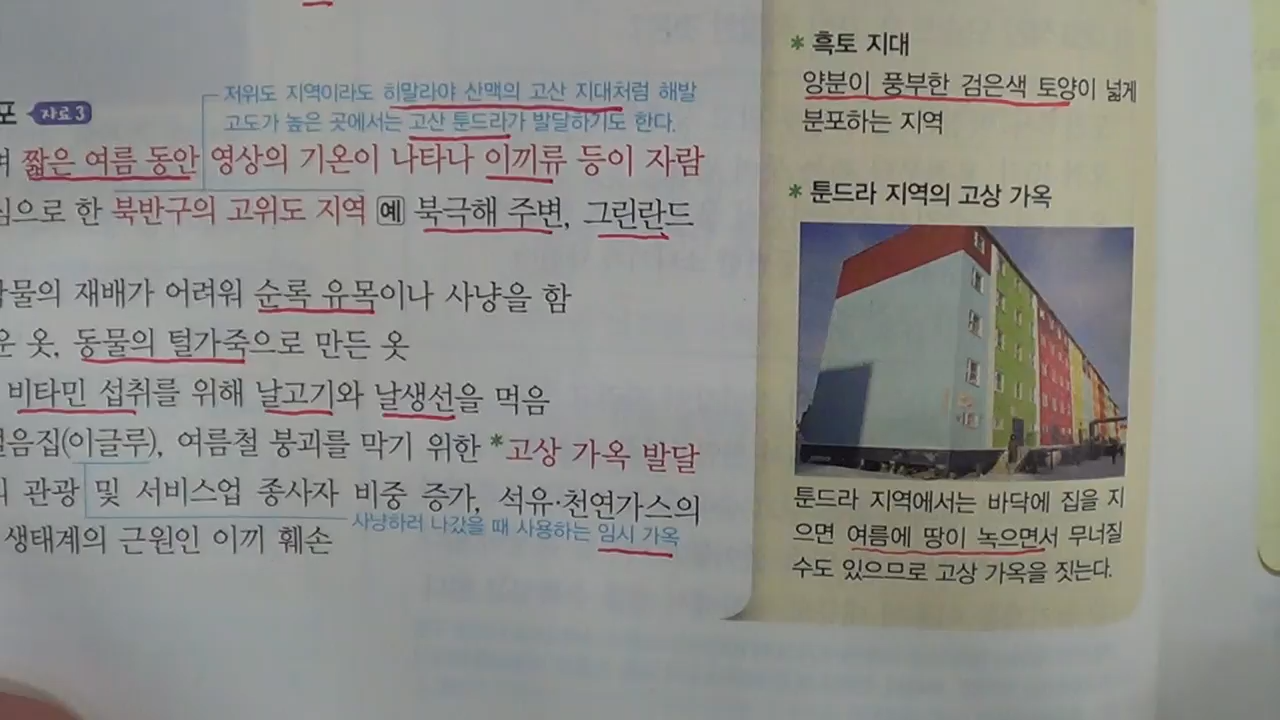 저위도 지역이라도 히말라야 산맥의 고산 지대처럼 해발
고도가 높은 곳에서는 고산 툰드라가 발달하기도 한다.
포 자료3
며 짧은 여름 동안 영상의 기온이 나타나 이끼류 등이 자람
심으로 한 북반구의 고위도 지역 예 북극해 주변, 그린란드
작물의 재배가 어려워 순록 유목이나 사냥을 함
운 옷, 동물의 털가죽으로 만든 옷
비타민 섭취를 위해 날고기와 날생선을 먹음
얼음집(이글루), 여름철 붕괴를 막기 위한 *고상 가옥 발달
관광 및 서비스업 종사자 비중 증가, 석유·천연가스의
사냥하러 나갔을 때 사용하는 임시 가옥
생태계의 근원인 이끼 훼손
* 흑토 지대
양분이 풍부한 검은색 토양이 넓게
분포하는 지역
* 툰드라 지역의 고상 가옥
툰드라 지역에서는 바닥에 집을 지
으면 여름에 땅이 녹으면서 무너질
수도 있으므로 고상 가옥을 짓는다.